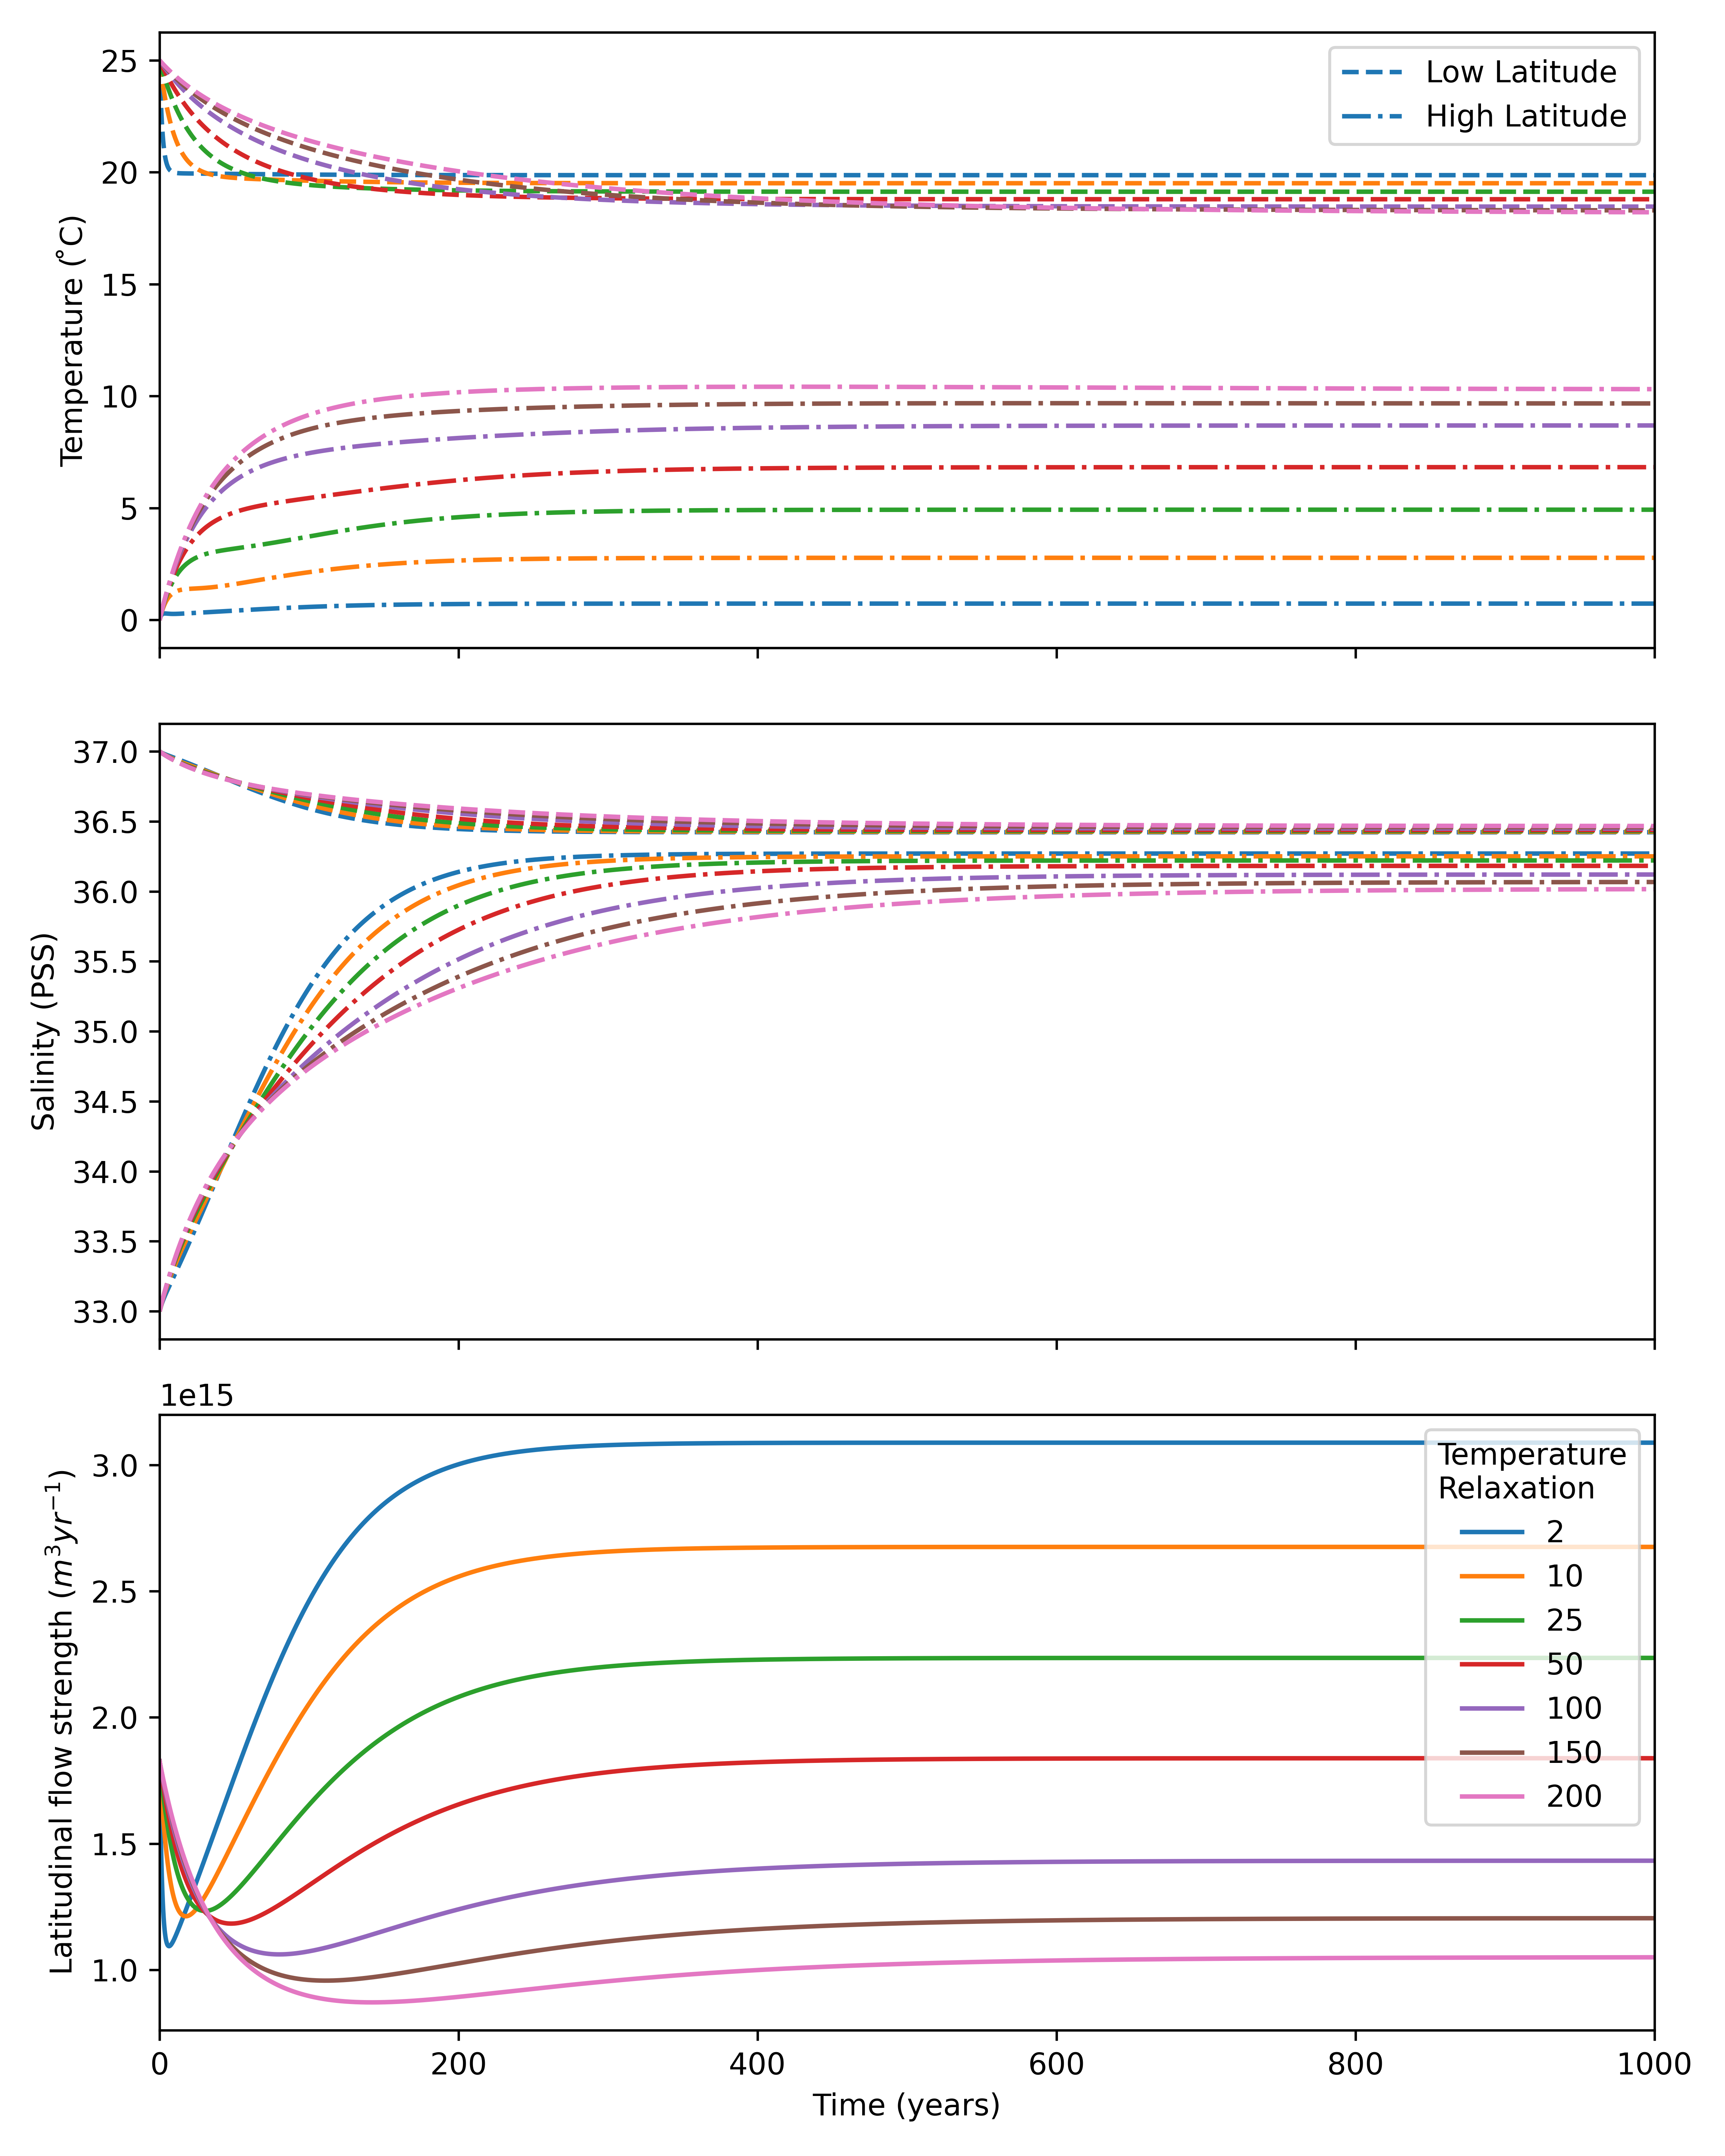 25
20
15
10
5
0
Temperature (°C)
Low Latitude
High Latitude
37.0
36.5
36.0
35.5
35.0
34.5
34.0
33.5
33.0
Salinity (PSS)
1e15
3.0
2.5
2.0
1.5
1.0
Latitudinal flow strength (m³yr⁻¹)
Temperature
Relaxation
2
10
25
50
100
150
200
0 200 400 600 800 1000
Time (years)